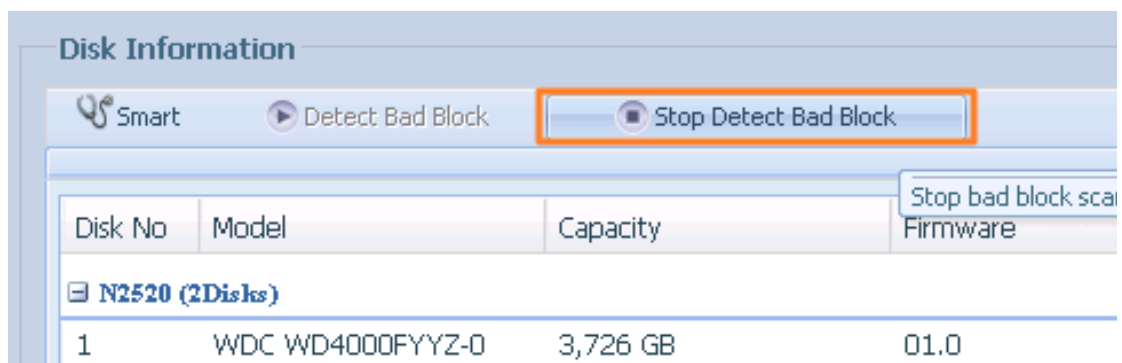 Disk Information
Smart Detect Bad Block Stop Detect Bad Block
Stop bad block
Disk No Model Capacity Firmware
N2520 (2Disks)
1 WDC WD4000FYYZ-0 3,726 GB 01.0